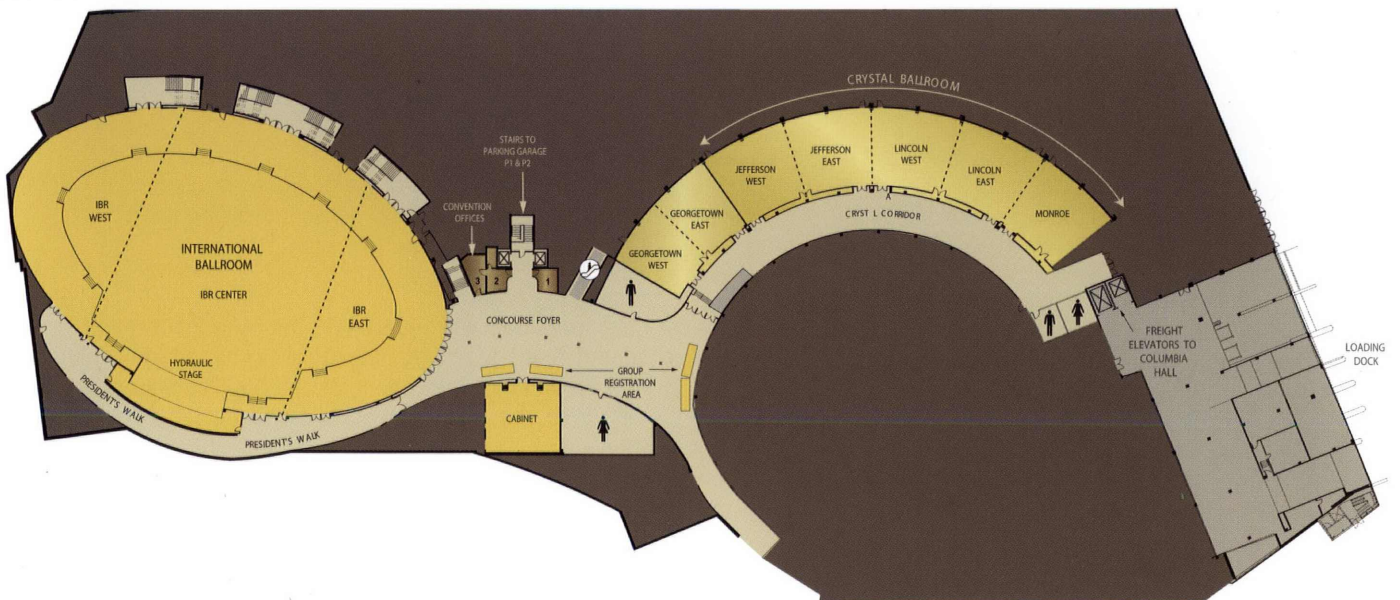 CRYSTAL BALLROOM
STAIRS TO
PARKING GARAGE
P1 & P2
CONVENTION
OFFICES
IBR
WEST
INTERNATIONAL
BALLROOM
IBR CENTER
IBR
EAST
HYDRAULIC
STAGE
PRESIDENT'S WALK
PRESIDENT'S WALK
3
2
1
CONCOURSE FOYER
GROUP
REGISTRATION
AREA
CABINET
GEORGETOWN
WEST
GEORGETOWN
EAST
JEFFERSON
WEST
JEFFERSON
EAST
LINCOLN
WEST
LINCOLN
EAST
MONROE
A
CRYST L CORRIDOR
FREIGHT
ELEVATORS TO
COLUMBIA
HALL
LOADING
DOCK